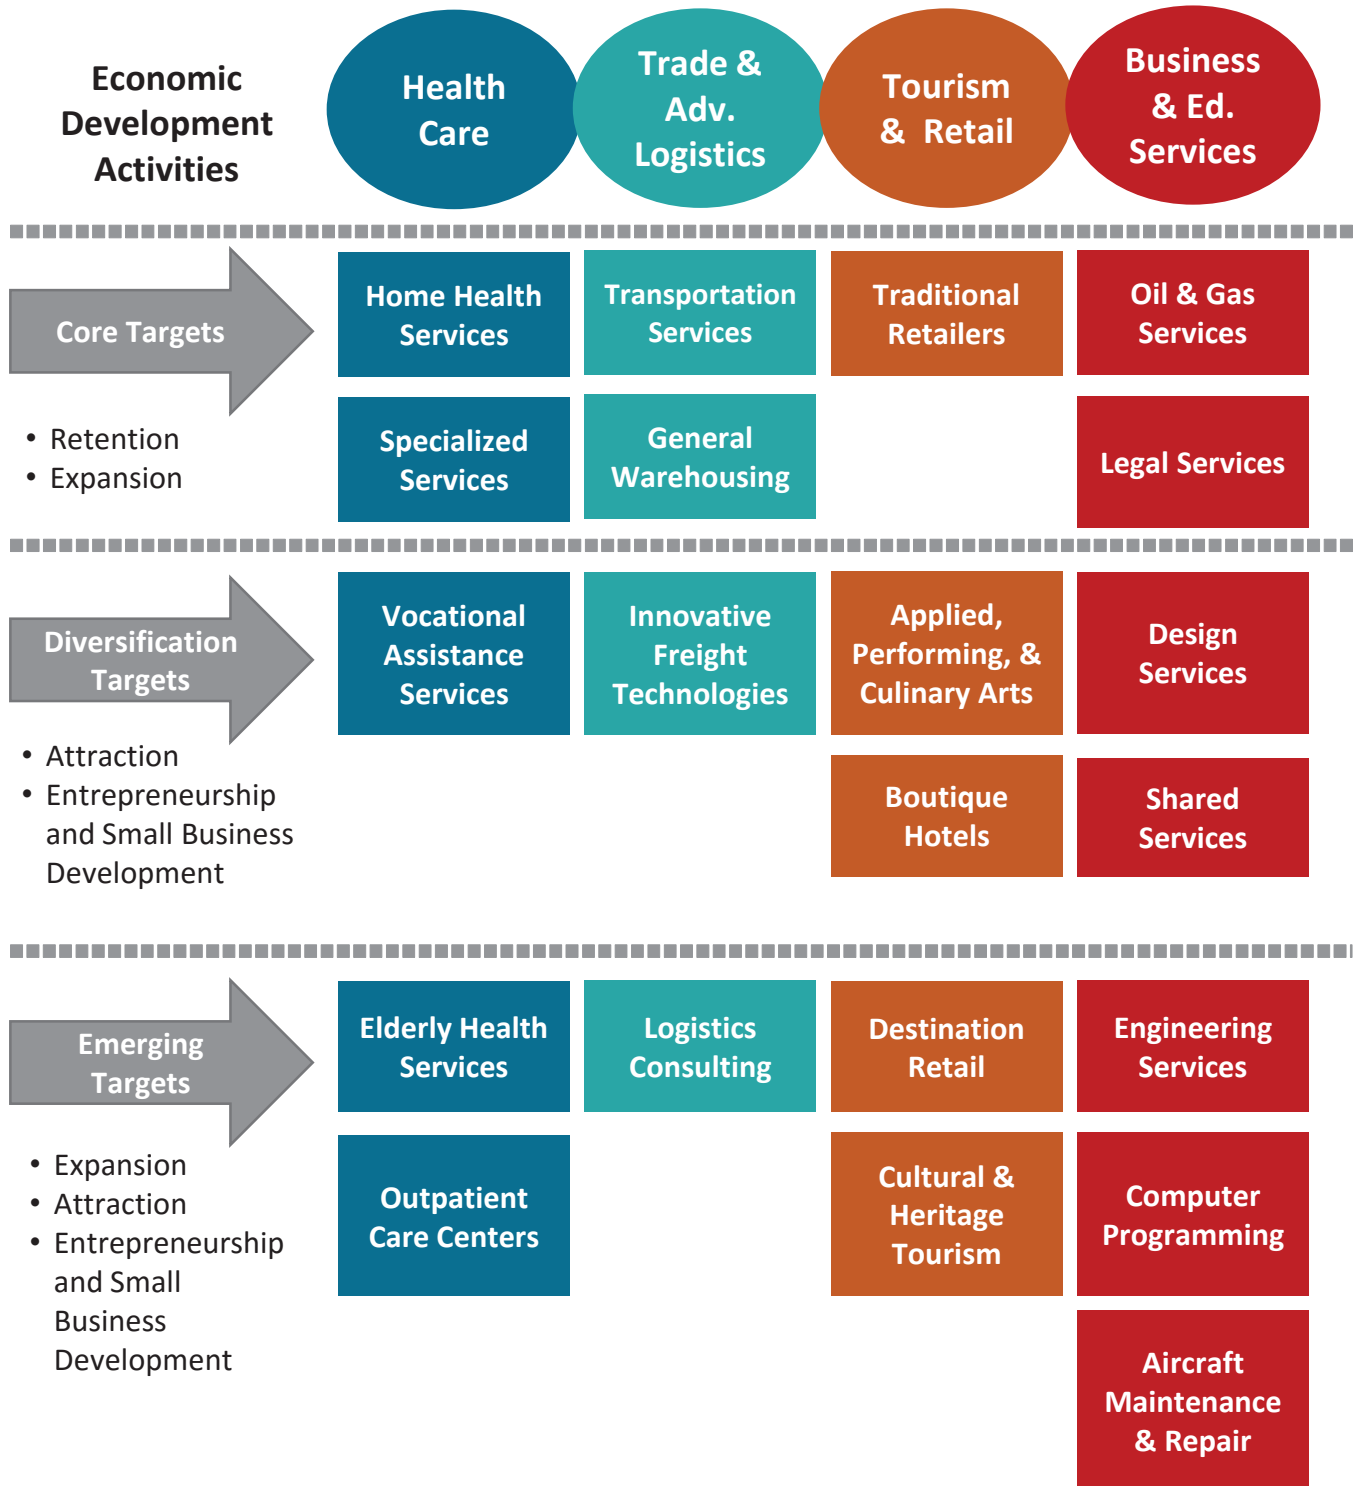 Economic
Development
Activities
Health
Care
Trade &
Adv.
Logistics
Tourism
& Retail
Business
& Ed.
Services
Core Targets
• Retention
• Expansion
Home Health
Services
Transportation
Services
Traditional
Retailers
Oil & Gas
Services
Specialized
Services
General
Warehousing
Legal Services
Diversification
Targets
• Attraction
• Entrepreneurship
and Small Business
Development
Vocational
Assistance
Services
Innovative
Freight
Technologies
Applied,
Performing, &
Culinary Arts
Design
Services
Boutique
Hotels
Shared
Services
Emerging
Targets
• Expansion
• Attraction
• Entrepreneurship
and Small
Business
Development
Elderly Health
Services
Logistics
Consulting
Destination
Retail
Engineering
Services
Outpatient
Care Centers
Cultural &
Heritage
Tourism
Computer
Programming
Aircraft
Maintenance
& Repair